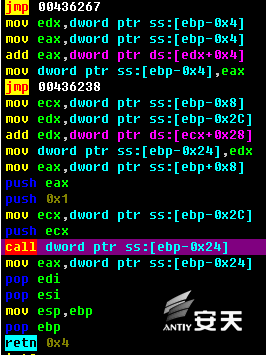 jmp 00436267
mov edx,dword ptr ss:[ebp-0x4]
mov eax,dword ptr ss:[ebp-0x4]
add eax,dword ptr ds:[edx+0x4]
mov dword ptr ss:[ebp-0x4],eax
jmp 00436238
mov ecx,dword ptr ss:[ebp-0x8]
mov edx,dword ptr ss:[ebp-0x2C]
add edx,dword ptr ds:[ecx+0x28]
mov dword ptr ss:[ebp-0x24],edx
mov eax,dword ptr ss:[ebp+0x8]
push eax
push 0x1
mov ecx,dword ptr ss:[ebp-0x2C]
push ecx
call dword ptr ss:[ebp-0x24]
mov eax,dword ptr ss:[ebp-0x24]
pop edi
pop esi
mov esp,ebp
pop ebp
retn 0x4
ANTIY 安天